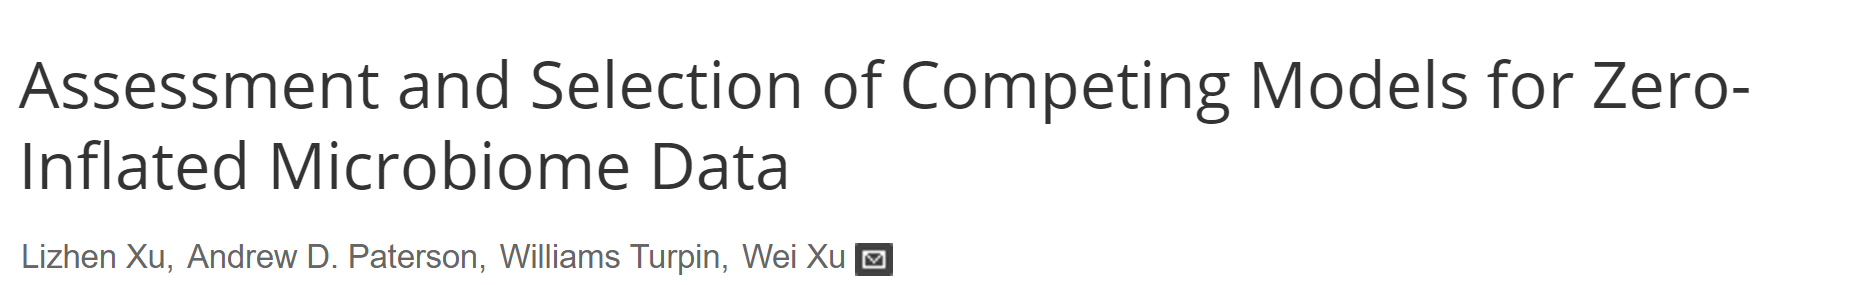 Assessment and Selection of Competing Models for Zero-
Inflated Microbiome Data
Lizhen Xu, Andrew D. Paterson, Williams Turpin, Wei Xu